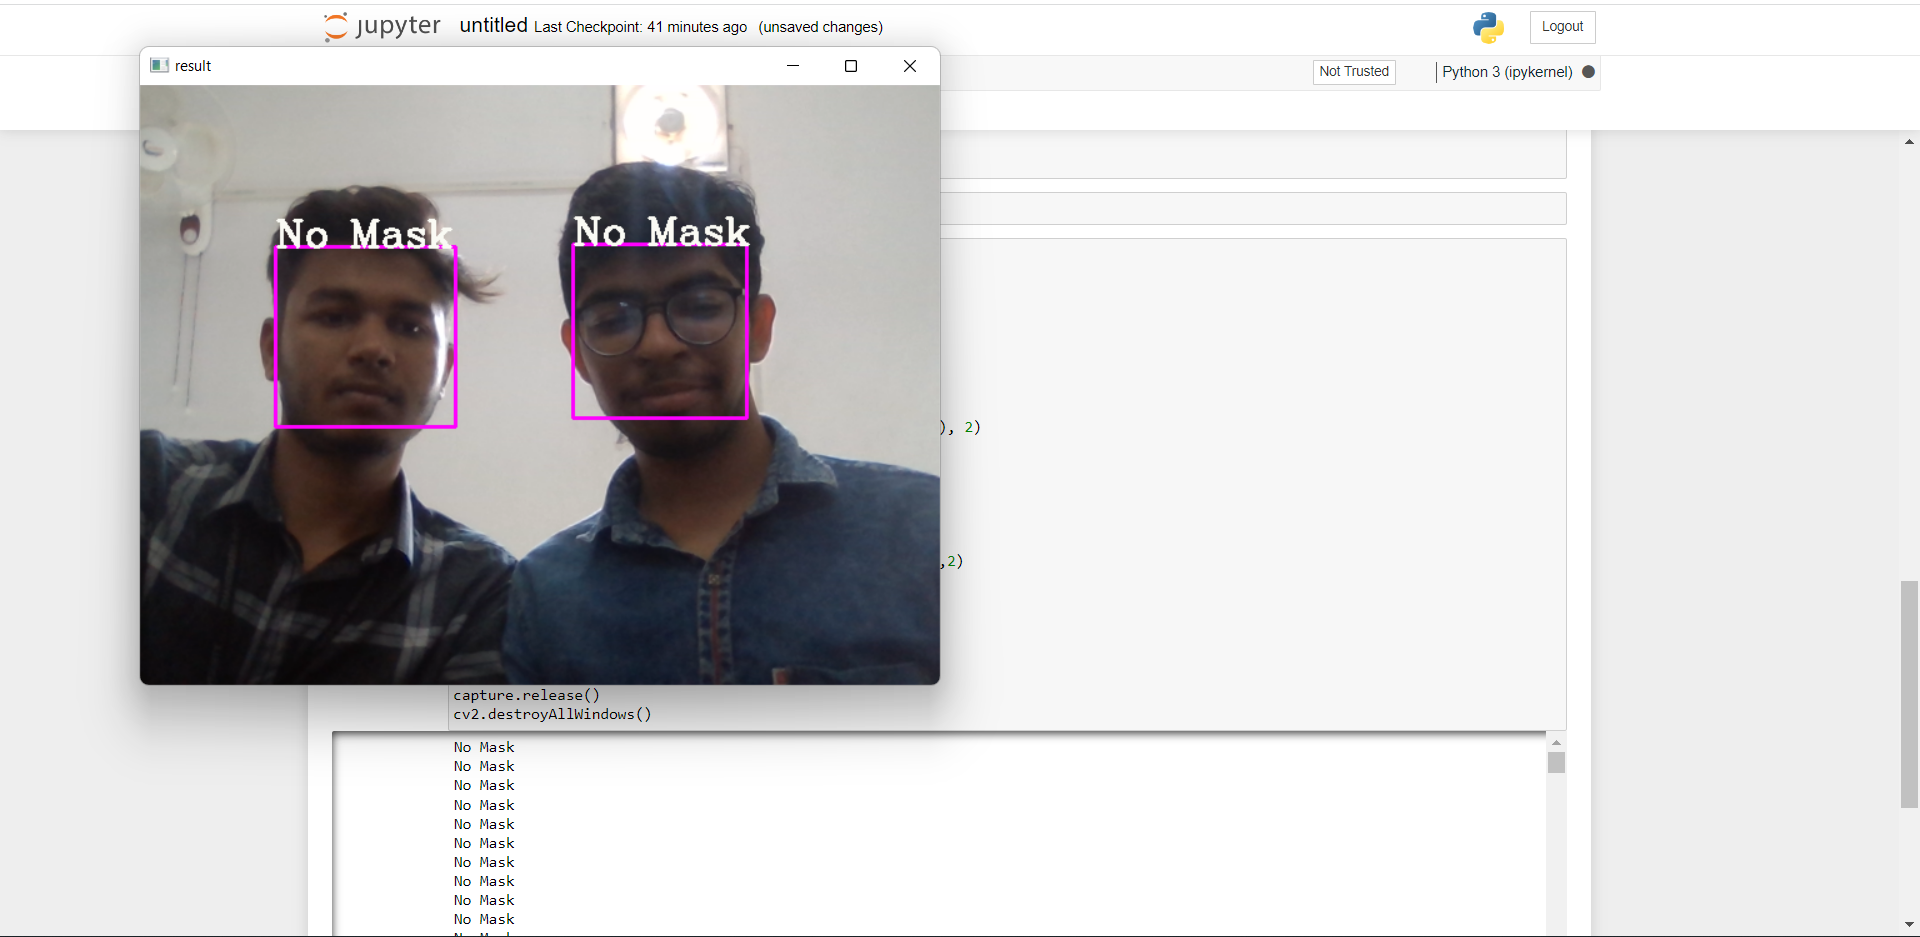 jupyter untitled Last Checkpoint: 41 minutes ago (unsaved changes)
Logout
result
Not Trusted
Python 3 (ipykernel)
No Mask No Mask
), 2)
,2)
capture.release()
cv2.destroyAllWindows()
No Mask
No Mask
No Mask
No Mask
No Mask
No Mask
No Mask
No Mask
No Mask
No Mask